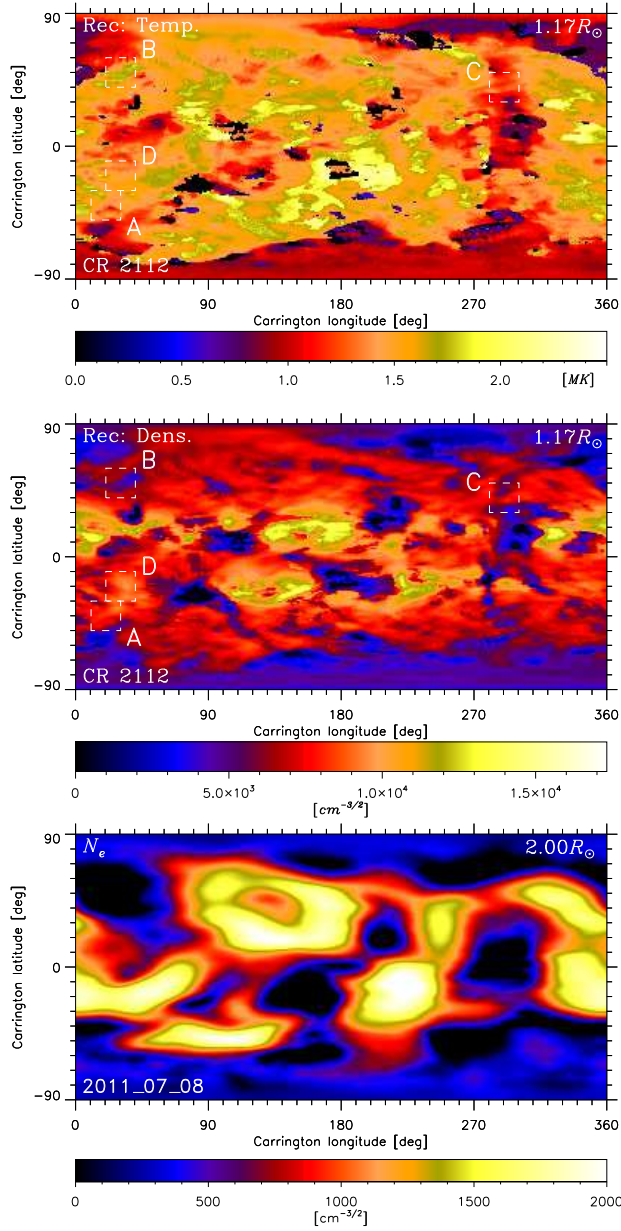 90
Rec: Temp.
1.17R☉
B
C
Carrington latitude [deg]
0
D
A
CR 2112
−90
0 90 180 270 360
Carrington longitude [deg]
0.0 0.5 1.0 1.5 2.0 [MK]
90
Rec: Dens.
1.17R☉
B
C
Carrington latitude [deg]
0
D
A
CR 2112
−90
0 90 180 270 360
Carrington longitude [deg]
0 5.0×10³ 1.0×10⁴ 1.5×10⁴
[cm⁻³/²]
90
Nₑ
2.00R☉
Carrington latitude [deg]
0
2011_07_08
−90
0 90 180 270 360
Carrington longitude [deg]
0 500 1000 1500 2000
[cm⁻³/²]